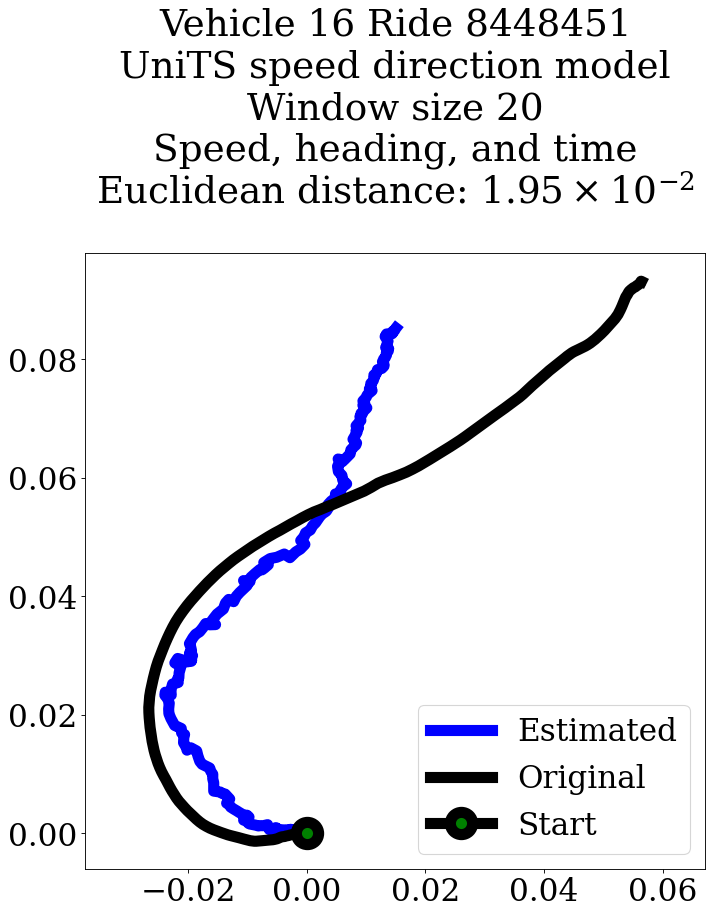 Vehicle 16 Ride 8448451
UniTS speed direction model
Window size 20
Speed, heading, and time
Euclidean distance: 1.95 × 10⁻²
0.08
0.06
0.04
0.02
0.00
Estimated
Original
Start
−0.02 0.00 0.02 0.04 0.06